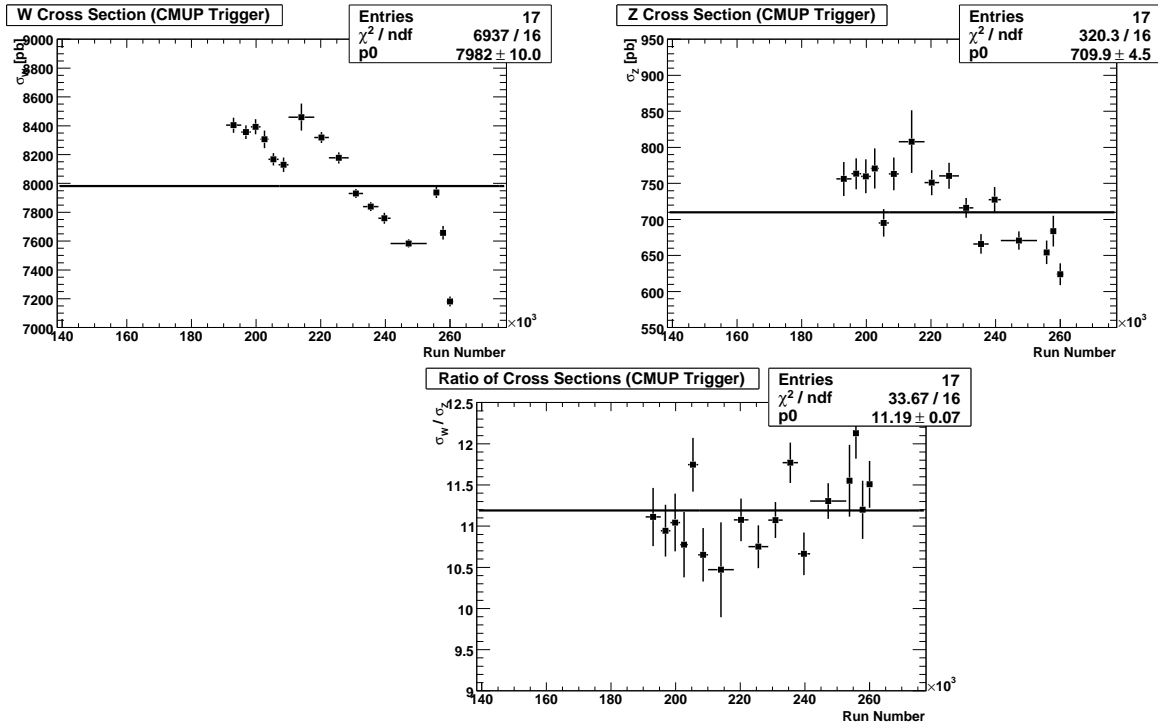 W Cross Section (CMUP Trigger)
Entries 17
χ² / ndf 6937 / 16
p0 7982 ± 10.0
σ_W [pb]
9000
8800
8600
8400
8200
8000
7800
7600
7400
7200
7000
140 160 180 200 220 240 260
×10³
Run Number
Z Cross Section (CMUP Trigger)
Entries 17
χ² / ndf 320.3 / 16
p0 709.9 ± 4.5
σ_Z [pb]
950
900
850
800
750
700
650
600
550
140 160 180 200 220 240 260
×10³
Run Number
Ratio of Cross Sections (CMUP Trigger)
Entries 17
χ² / ndf 33.67 / 16
p0 11.19 ± 0.07
σ_W / σ_Z
12.5
12
11.5
11
10.5
10
9.5
9
140 160 180 200 220 240 260
×10³
Run Number